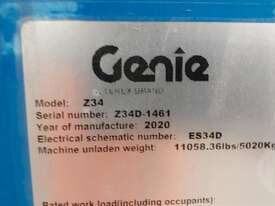 Genie
A TEREX BRAND
Model: Z34
Serial number: Z34D-1461
Year of manufacture: 2020
Electrical schematic number: ES34D
Machine unladen weight: 11058.36lbs/5020Kg
Rated work load(including occupants):